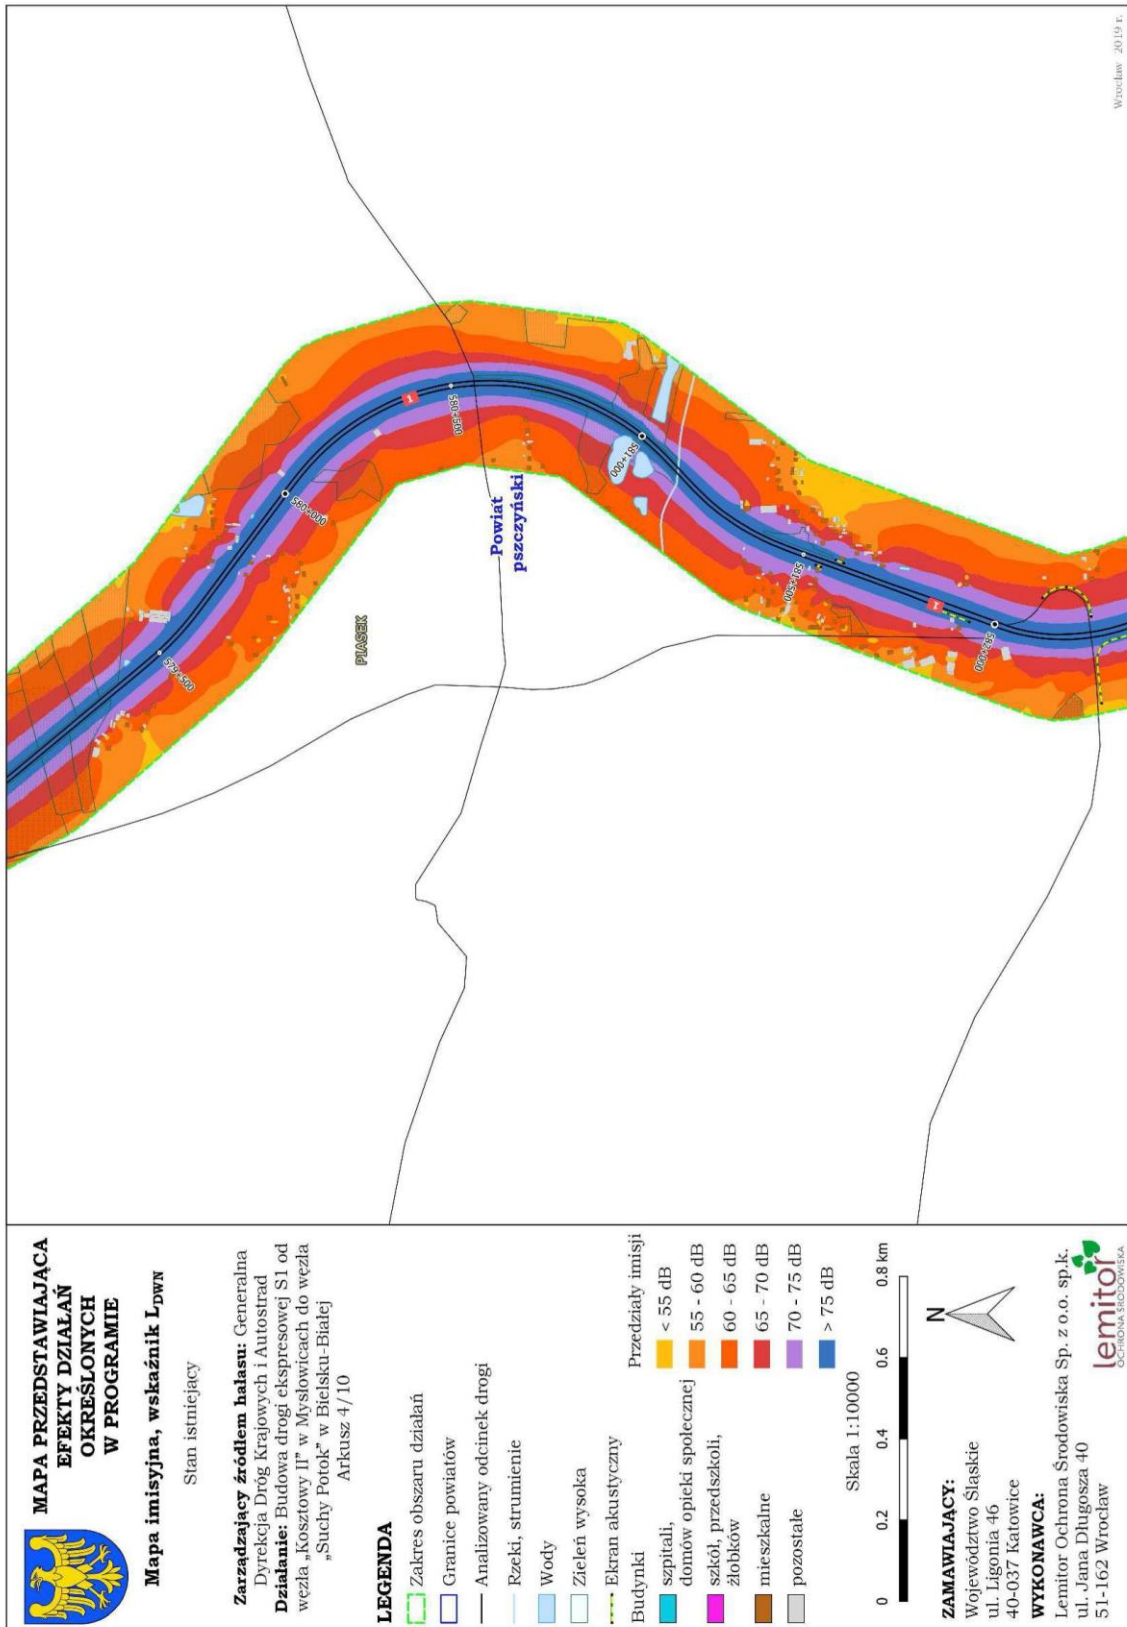 MAPA PRZEDSTAWIAJĄCA
EFEKTY DZIAŁAŃ
OKREŚLONYCH
W PROGRAMIE
Mapa imisyjna, wskaźnik LDWN
Stan istniejący
Zarządzający źródłem hałasu: Generalna
Dyrekcja Dróg Krajowych i Autostrad
Działanie: Budowa drogi ekspresowej S1 od
węzła „Kosztowy II” w Mysłowicach do węzła
„Suchy Potok” w Bielsku-Białej
Arkusz 4/10
LEGENDA
Zakres obszaru działań
Granice powiatów
Analizowany odcinek drogi
Rzeki, strumienie
Wody
Zieleń wysoka
Ekran akustyczny
Budynki
szpitali,
domów opieki społecznej
szkół, przedszkoli,
żłobków
mieszkalne
pozostałe
Przedziały imisji
< 55 dB
55 - 60 dB
60 - 65 dB
65 - 70 dB
70 - 75 dB
> 75 dB
Skala 1:10000
0 0.2 0.4 0.6 0.8 km
N
ZAMAWIAJĄCY:
Województwo Śląskie
ul. Ligonia 46
40-037 Katowice
WYKONAWCA:
Lemitor Ochrona Środowiska Sp. z o.o. sp.k.
ul. Jana Długosza 40
51-162 Wrocław
lemitor
OCHRONA ŚRODOWISKA
579+500
580+000
1
580+500
PIASEK
Powiat
pszczyński
581+000
581+500
1
582+000
Wrocław 2019 r.